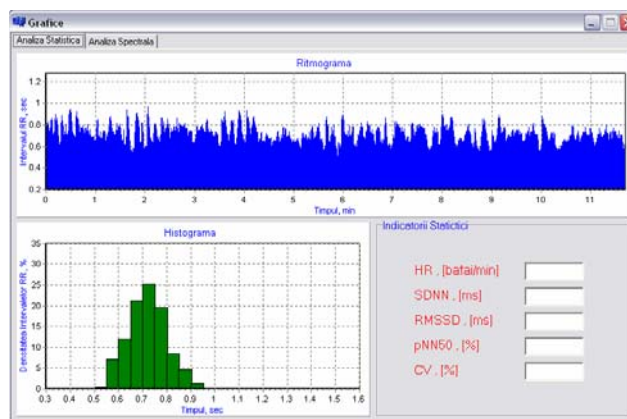 Grafice
Analiza Statistica Analiza Spectrala
Ritmograma
Intervalul RR, sec
1.2
1
0.8
0.6
0.4
0.2
0 1 2 3 4 5 6 7 8 9 10 11
Timpul, min
Histograma
Densitatea Intervalelor RR, %
35
30
25
20
15
10
5
0
0.3 0.4 0.5 0.6 0.7 0.8 0.9 1 1.1 1.2 1.3 1.4 1.5 1.6
Timpul, sec
Indicatorii Statictici
HR , [batai/min]
SDNN , [ms]
RMSSD , [ms]
pNN50 , [%]
CV , [%]